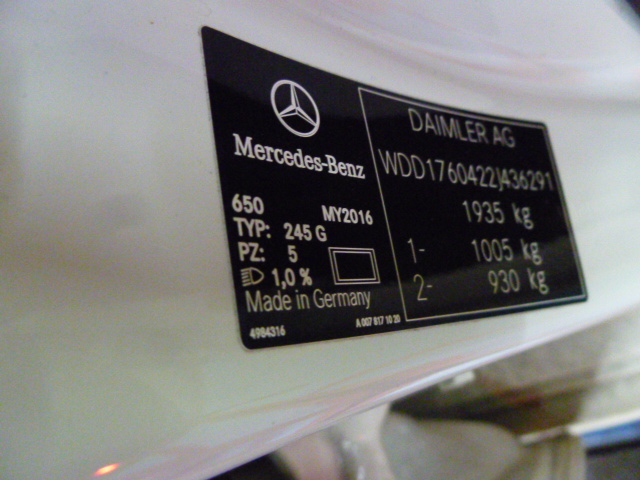 Mercedes-Benz
650 MY2016
TYP: 245 G
PZ: 5
1,0 %
Made in Germany
4984316 A 007 817 10 20
DAIMLER AG
WDD1760422J436291
1935 kg
1- 1005 kg
2- 930 kg